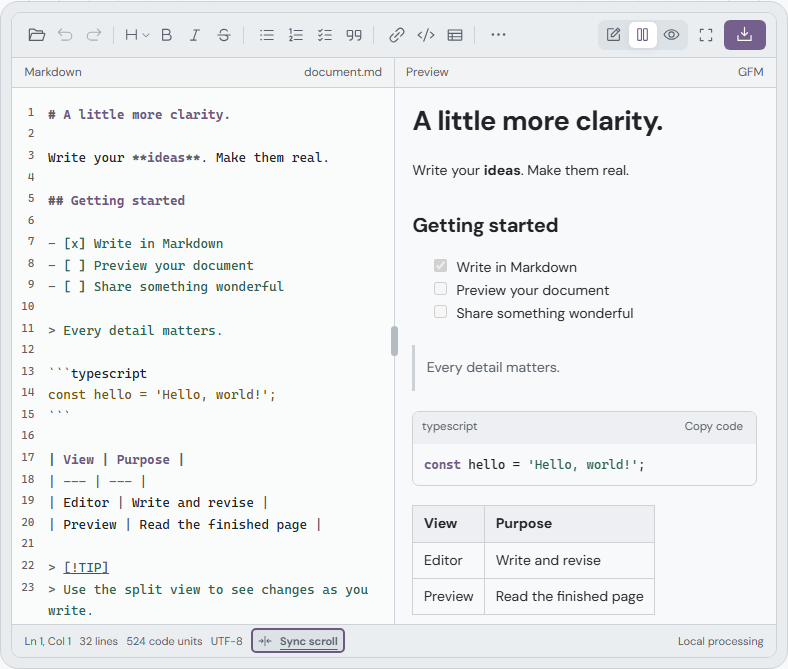 H B I S
Markdown document.md
1 # A little more clarity.
2
3 Write your **ideas**. Make them real.
4
5 ## Getting started
6
7 - [x] Write in Markdown
8 - [ ] Preview your document
9 - [ ] Share something wonderful
10
11 > Every detail matters.
12
13 ```typescript
14 const hello = 'Hello, world!';
15 ```
16
17 | View | Purpose |
18 | --- | --- |
19 | Editor | Write and revise |
20 | Preview | Read the finished page |
21
22 > [!TIP]
23 > Use the split view to see changes as you
write.
Preview GFM
A little more clarity.
Write your ideas. Make them real.
Getting started
Write in Markdown
Preview your document
Share something wonderful
Every detail matters.
typescript Copy code
const hello = 'Hello, world!';
View Purpose
Editor Write and revise
Preview Read the finished page
Ln 1, Col 1 32 lines 524 code units UTF-8 Sync scroll Local processing